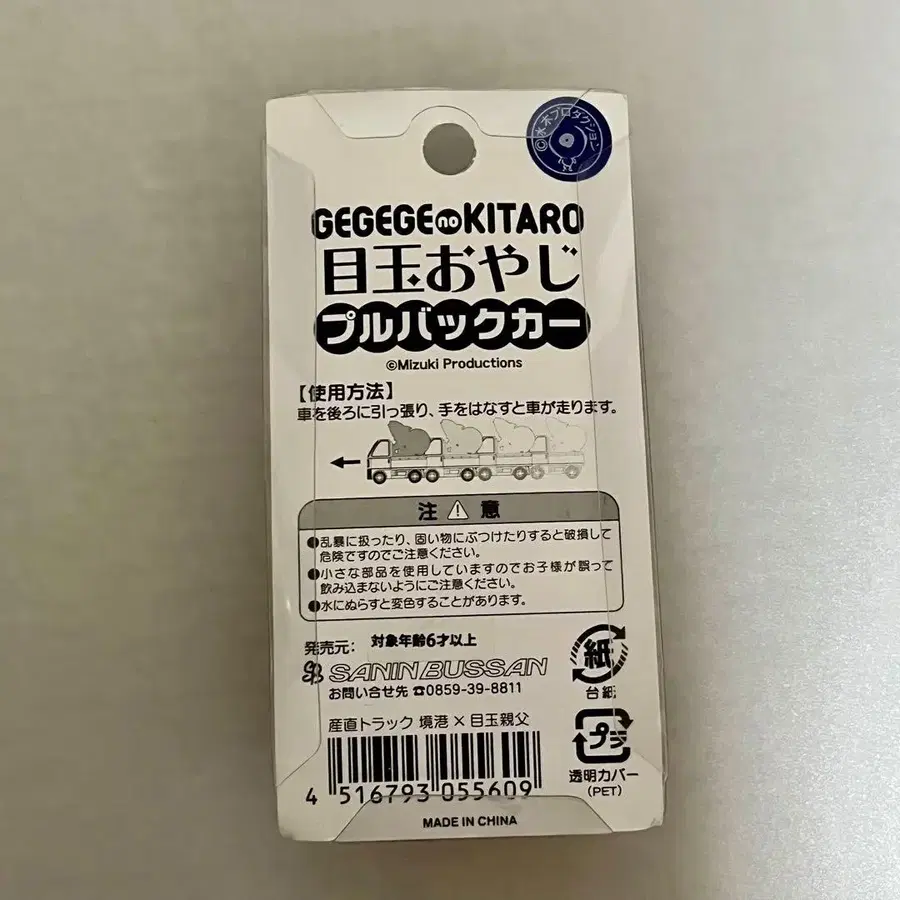 ©水木プロダクション
GEGEGE no KITARO
目玉おやじ
プルバックカー
©Mizuki Productions
【使用方法】
車を後ろに引っ張り、手をはなすと車が走ります。
注 意
●乱暴に扱ったり、固い物にぶつけたりすると破損して
危険ですのでご注意ください。
●小さな部品を使用していますのでお子様が誤って
飲み込まないようにご注意ください。
●水にぬらすと変色することがあります。
発売元: 対象年齢6才以上
SB SANIN BUSSAN
お問い合せ先 ☎0859-39-8811
紙
台紙
産直トラック 境港×目玉親父
4 516793 055609
プラ
透明カバー
(PET)
MADE IN CHINA